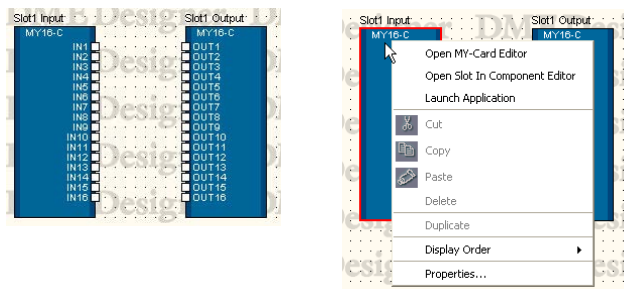 Slot1 Input
Slot1 Output
MY16-C
MY16-C
IN1
OUT1
IN2
OUT2
IN3
OUT3
IN4
OUT4
IN5
OUT5
IN6
OUT6
IN7
OUT7
IN8
OUT8
IN9
OUT9
IN10
OUT10
IN11
OUT11
IN12
OUT12
IN13
OUT13
IN14
OUT14
IN15
OUT15
IN16
OUT16
DME Designer
Slot1 Input
Slot1 Output
MY16-C
MY16-C
Open MY-Card Editor
Open Slot In Component Editor
Launch Application
Cut
Copy
Paste
Delete
Duplicate
Display Order
Properties...